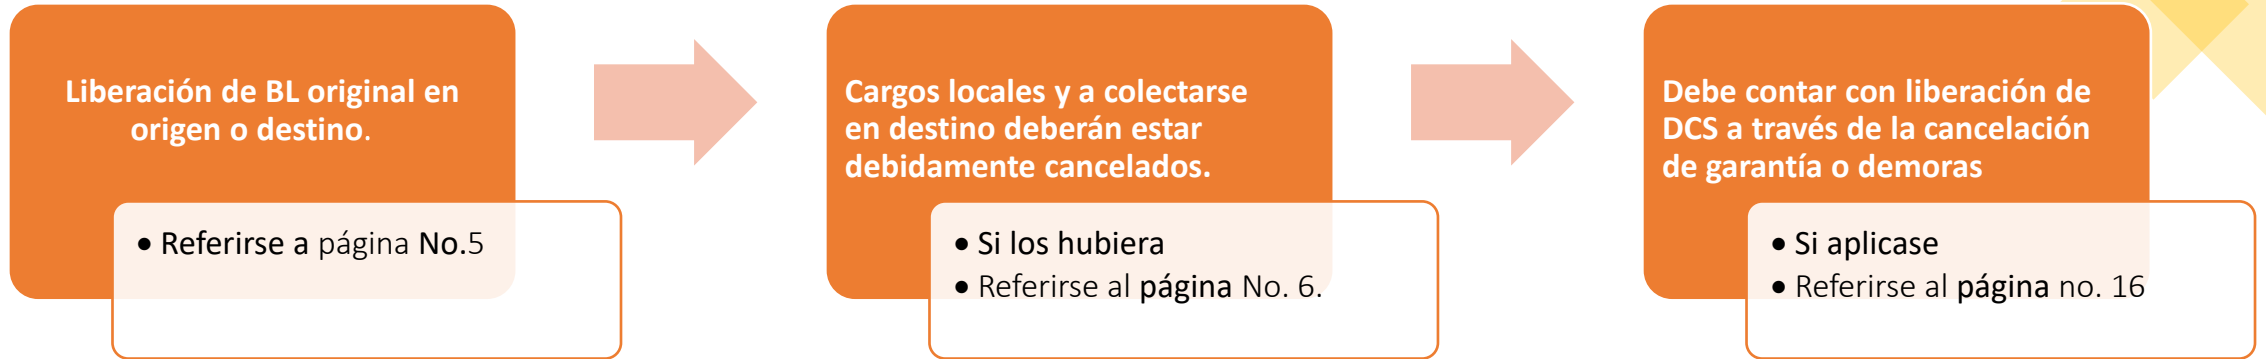 Liberación de BL original en
origen o destino.
• Referirse a página No.5
Cargos locales y a colectarse
en destino deberán estar
debidamente cancelados.
• Si los hubiera
• Referirse al página No. 6.
Debe contar con liberación de
DCS a través de la cancelación
de garantía o demoras
• Si aplicase
• Referirse al página no. 16